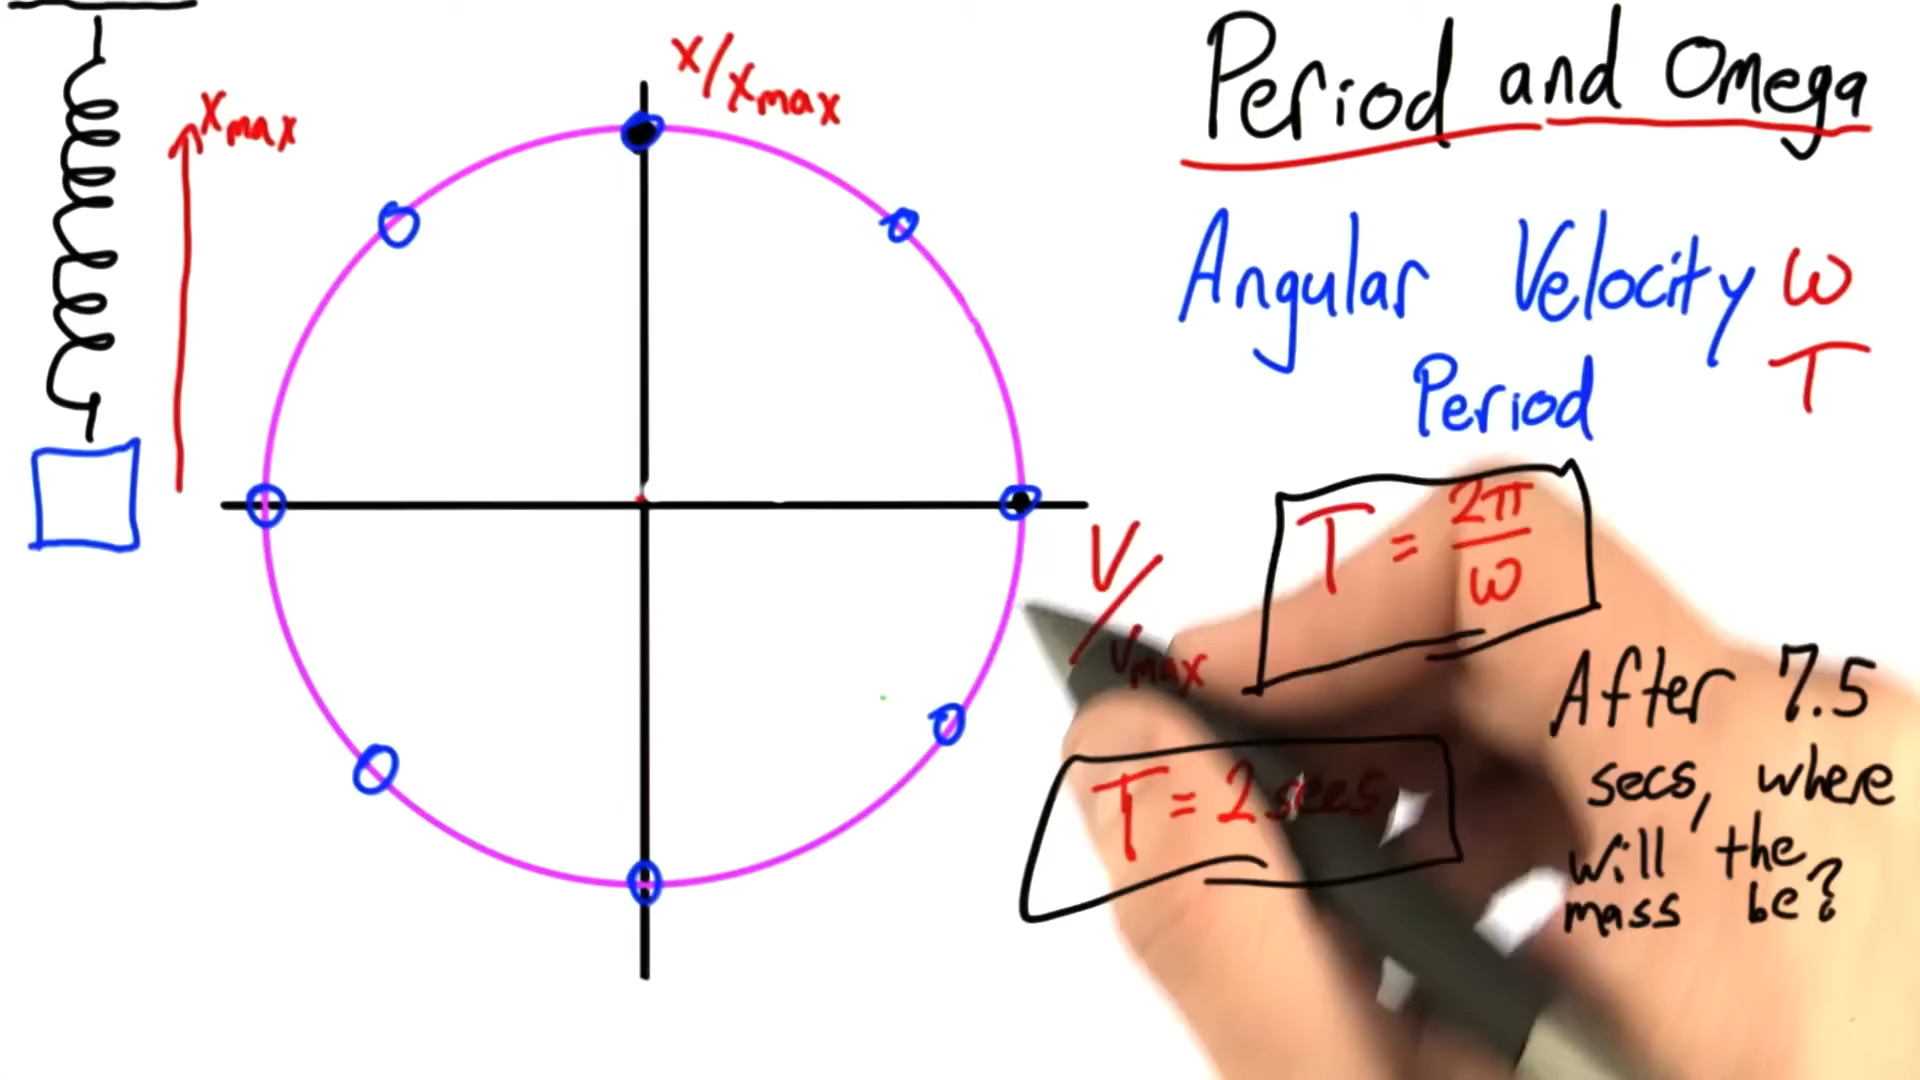 x/xmax
xmax
Period and Omega
Angular Velocity ω
Period T
T = 2π/ω
V/Vmax
T = 2 secs
After 7.5
secs, where
will the
mass be?